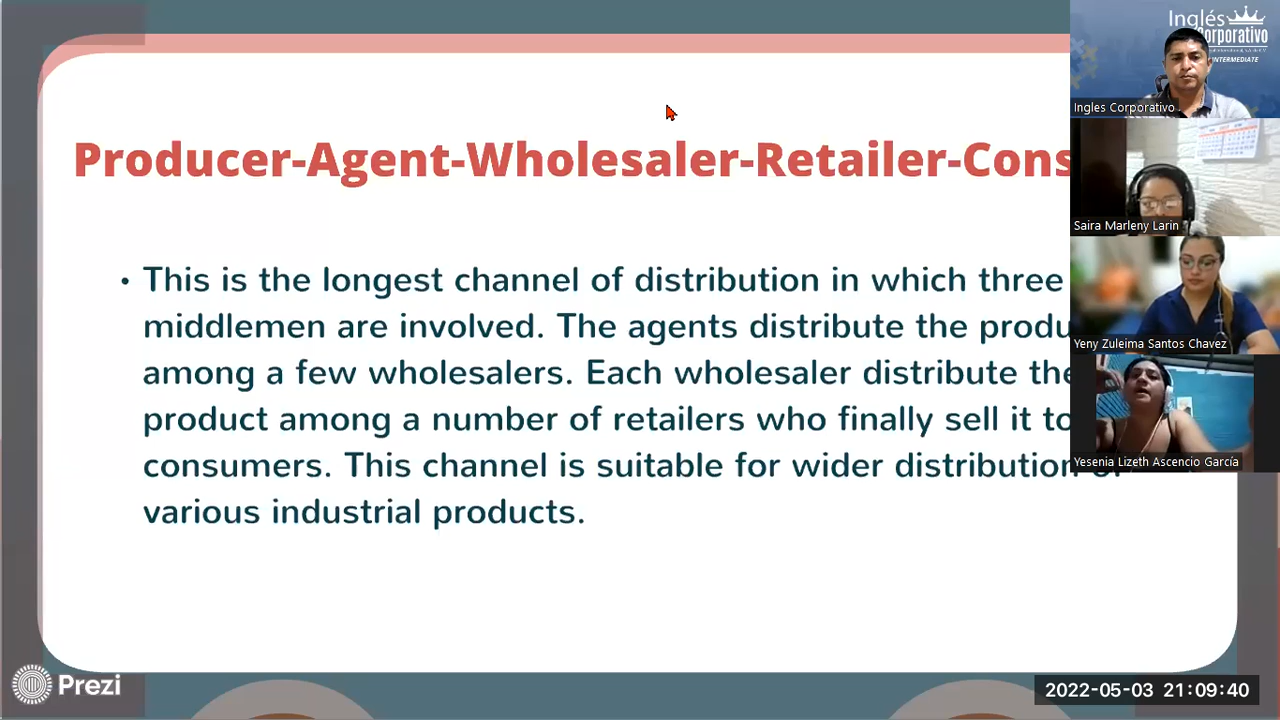 Producer-Agent-Wholesaler-Retailer-Cons
• This is the longest channel of distribution in which three
middlemen are involved. The agents distribute the produ
among a few wholesalers. Each wholesaler distribute the
product among a number of retailers who finally sell it to
consumers. This channel is suitable for wider distribution of
various industrial products.
Prezi
Inglés
Corporativo
INTERMEDIATE
Ingles Corporativo
Saira Marleny Larin
Yeny Zuleima Santos Chavez
Yesenia Lizeth Ascencio García
2022-05-03 21:09:40